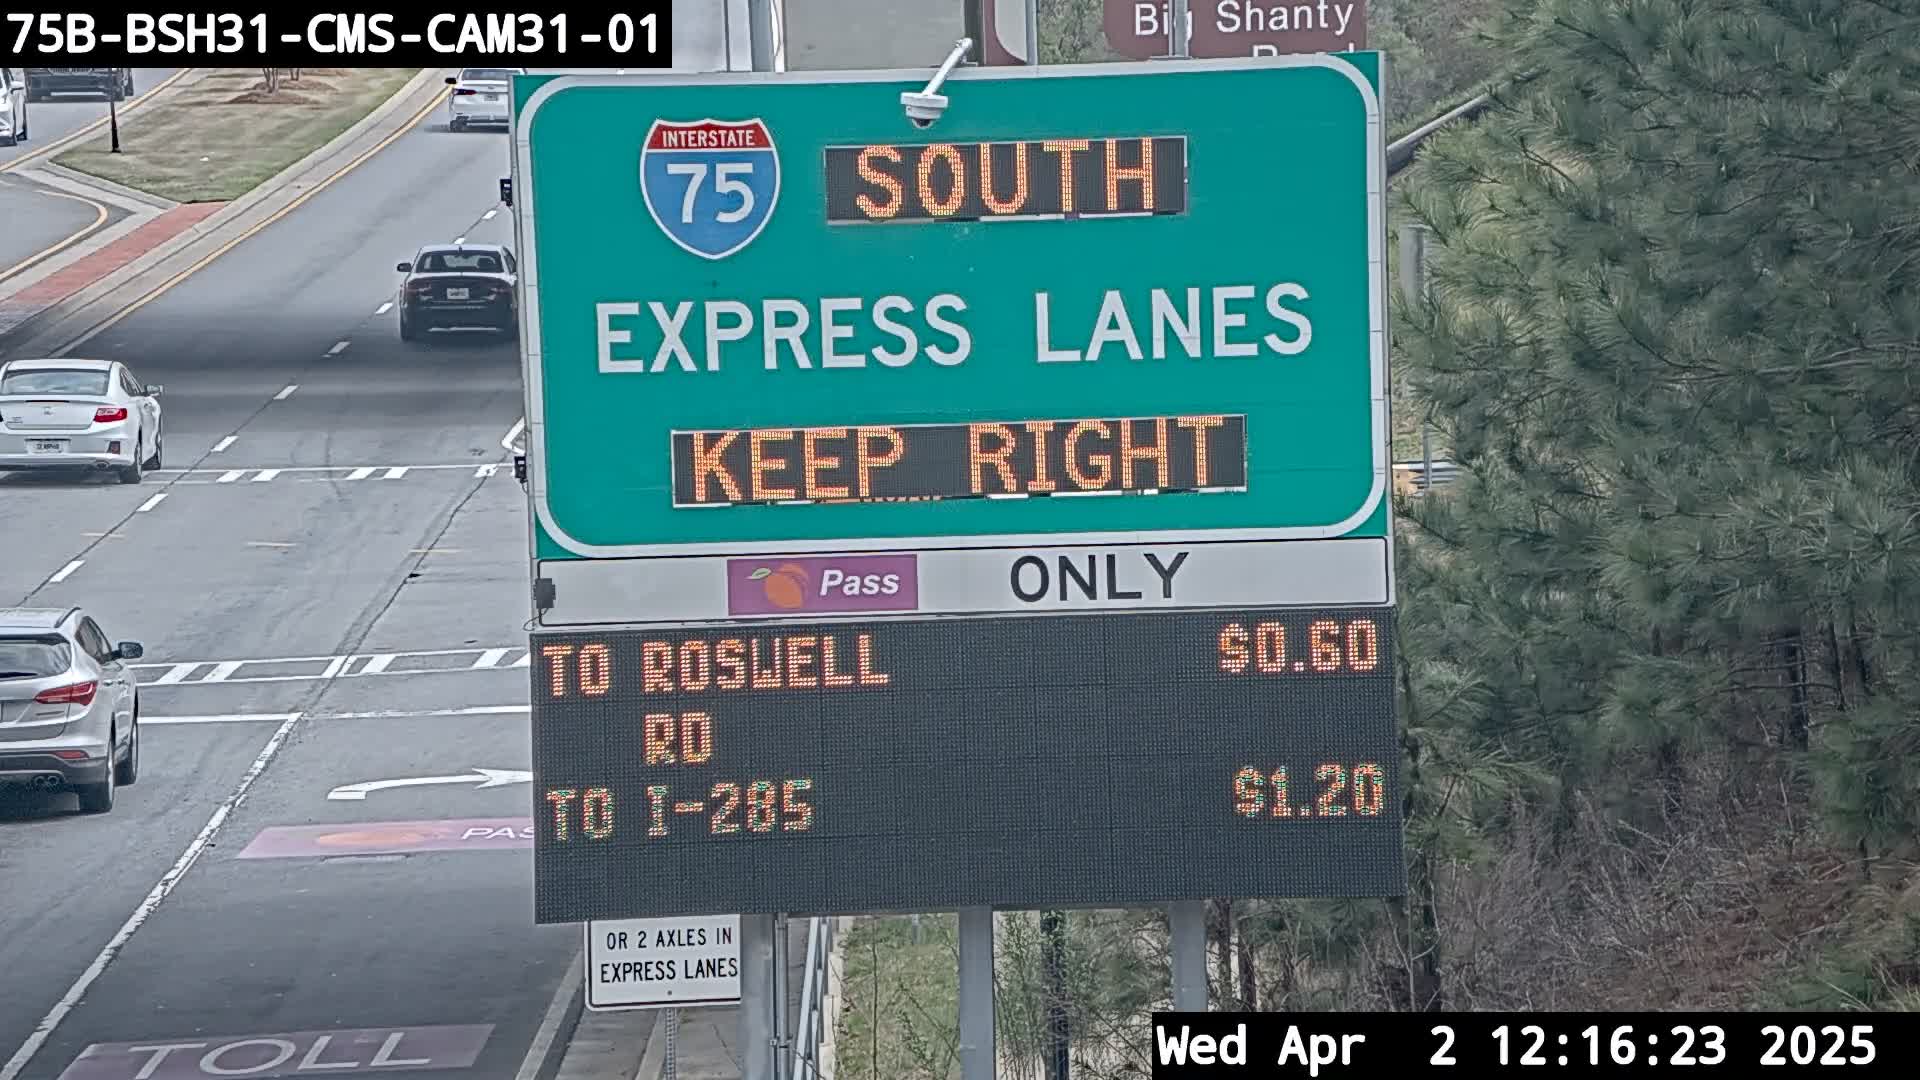 75B-BSH31-CMS-CAM31-01
Big Shanty
Road
INTERSTATE
75
SOUTH
EXPRESS LANES
KEEP RIGHT
Pass ONLY
TO ROSWELL $0.60
RD
TO I-285 $1.20
PAS
OR 2 AXLES IN
EXPRESS LANES
TOLL
Wed Apr 2 12:16:23 2025